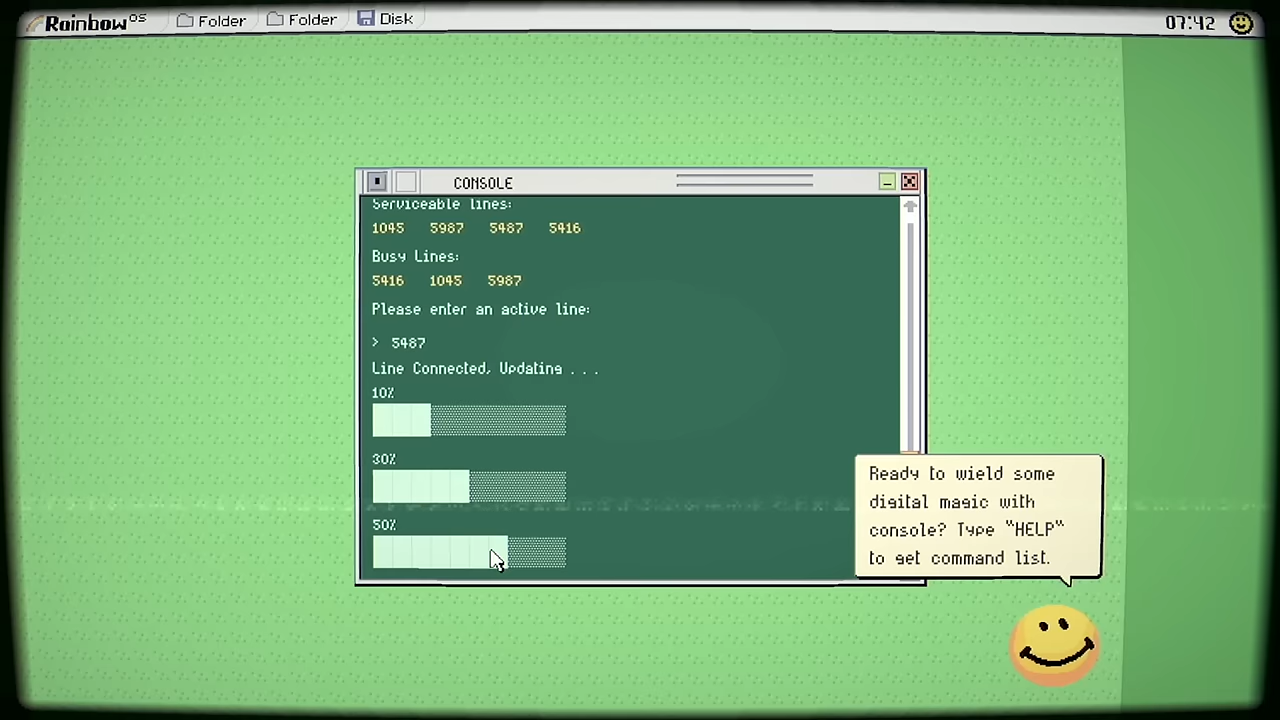 RainbowOS Folder Folder Disk 07:42
CONSOLE
Serviceable lines:
1045 5987 5487 5416
Busy Lines:
5416 1045 5987
Please enter an active line:
> 5487
Line Connected, Updating . . .
10%
30%
50%
Ready to wield some
digital magic with
console? Type "HELP"
to get command list.